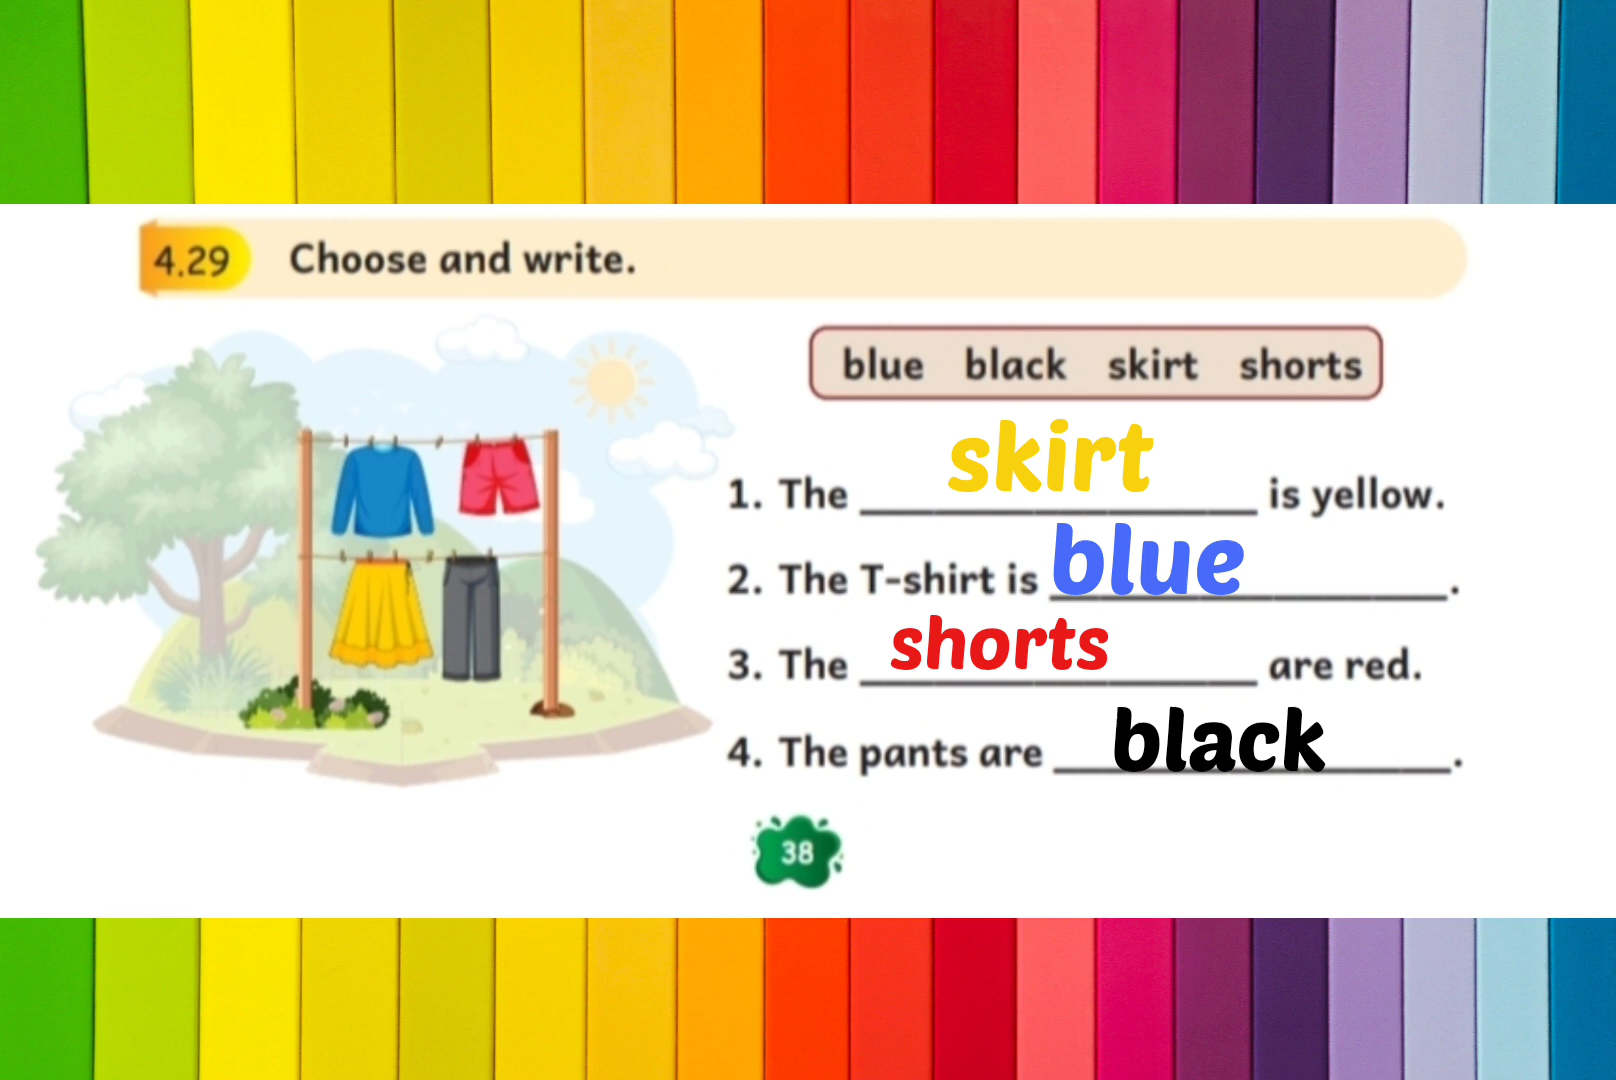 4.29 Choose and write.
blue black skirt shorts
1. The skirt is yellow.
2. The T-shirt is blue.
3. The shorts are red.
4. The pants are black.
38